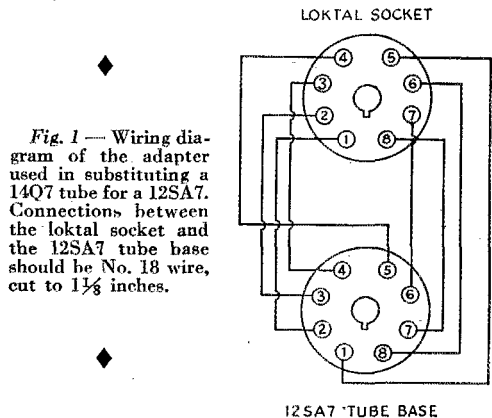 LOKTAL SOCKET
Fig. 1 — Wiring dia-
gram of the adapter
used in substituting a
14Q7 tube for a 12SA7.
Connections between
the loktal socket and
the 12SA7 tube base
should be No. 18 wire,
cut to 1⅛ inches.
4 5
3 6
2 7
1 8
4 5
3 6
2 7
1 8
12SA7 TUBE BASE